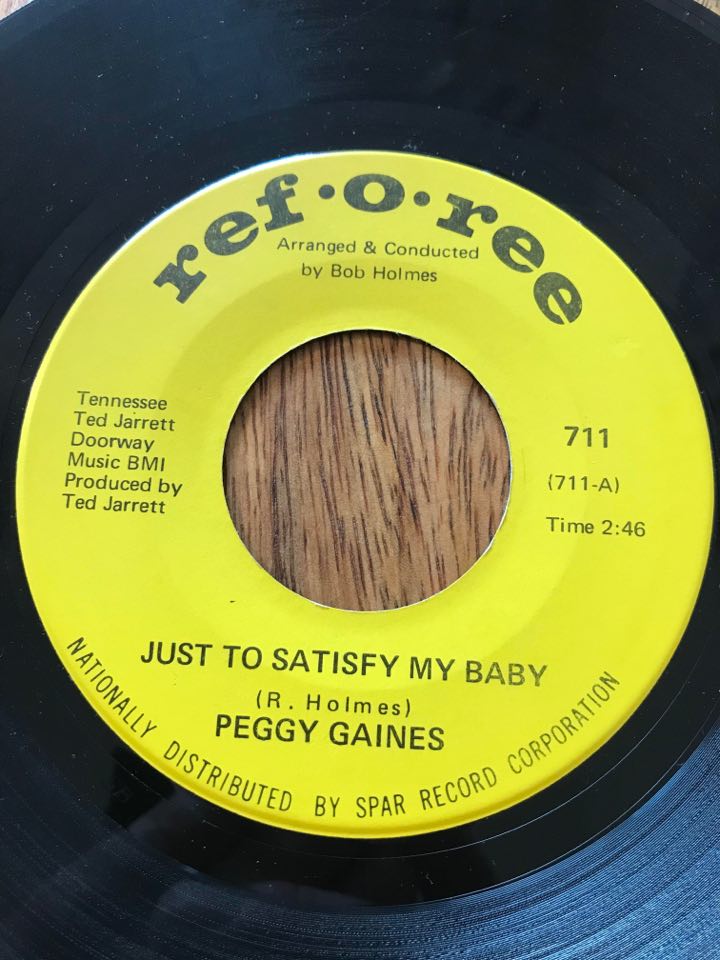 ref·o·ree
Arranged & Conducted
by Bob Holmes
Tennessee
Ted Jarrett
Doorway
Music BMI
Produced by
Ted Jarrett
711
(711-A)
Time 2:46
JUST TO SATISFY MY BABY
(R. Holmes)
PEGGY GAINES
NATIONALLY DISTRIBUTED BY SPAR RECORD CORPORATION